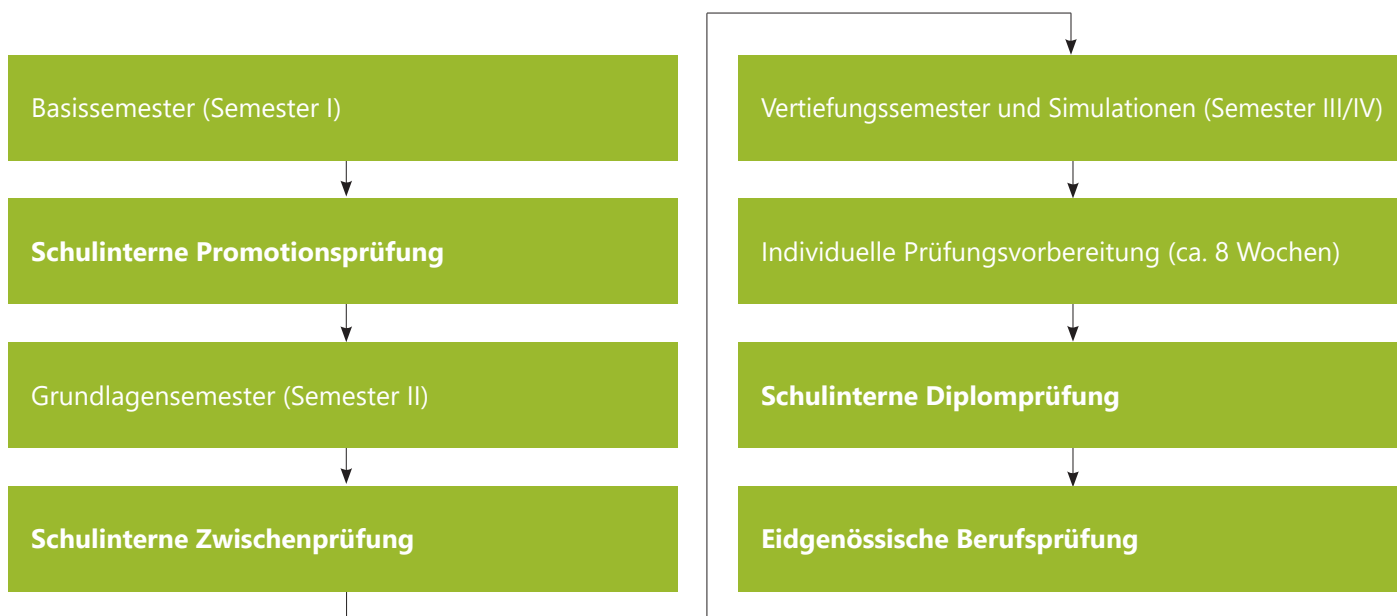 Basissemester (Semester I)
Schulinterne Promotionsprüfung
Grundlagensemester (Semester II)
Schulinterne Zwischenprüfung
Vertiefungssemester und Simulationen (Semester III/IV)
Individuelle Prüfungsvorbereitung (ca. 8 Wochen)
Schulinterne Diplomprüfung
Eidgenössische Berufsprüfung